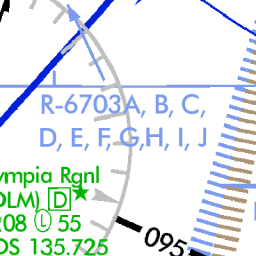 R-6703A, B, C,
D, E, F, G,H, I, J
ympia Rgnl
OLM) D
208 L 55
OS 135.725
095